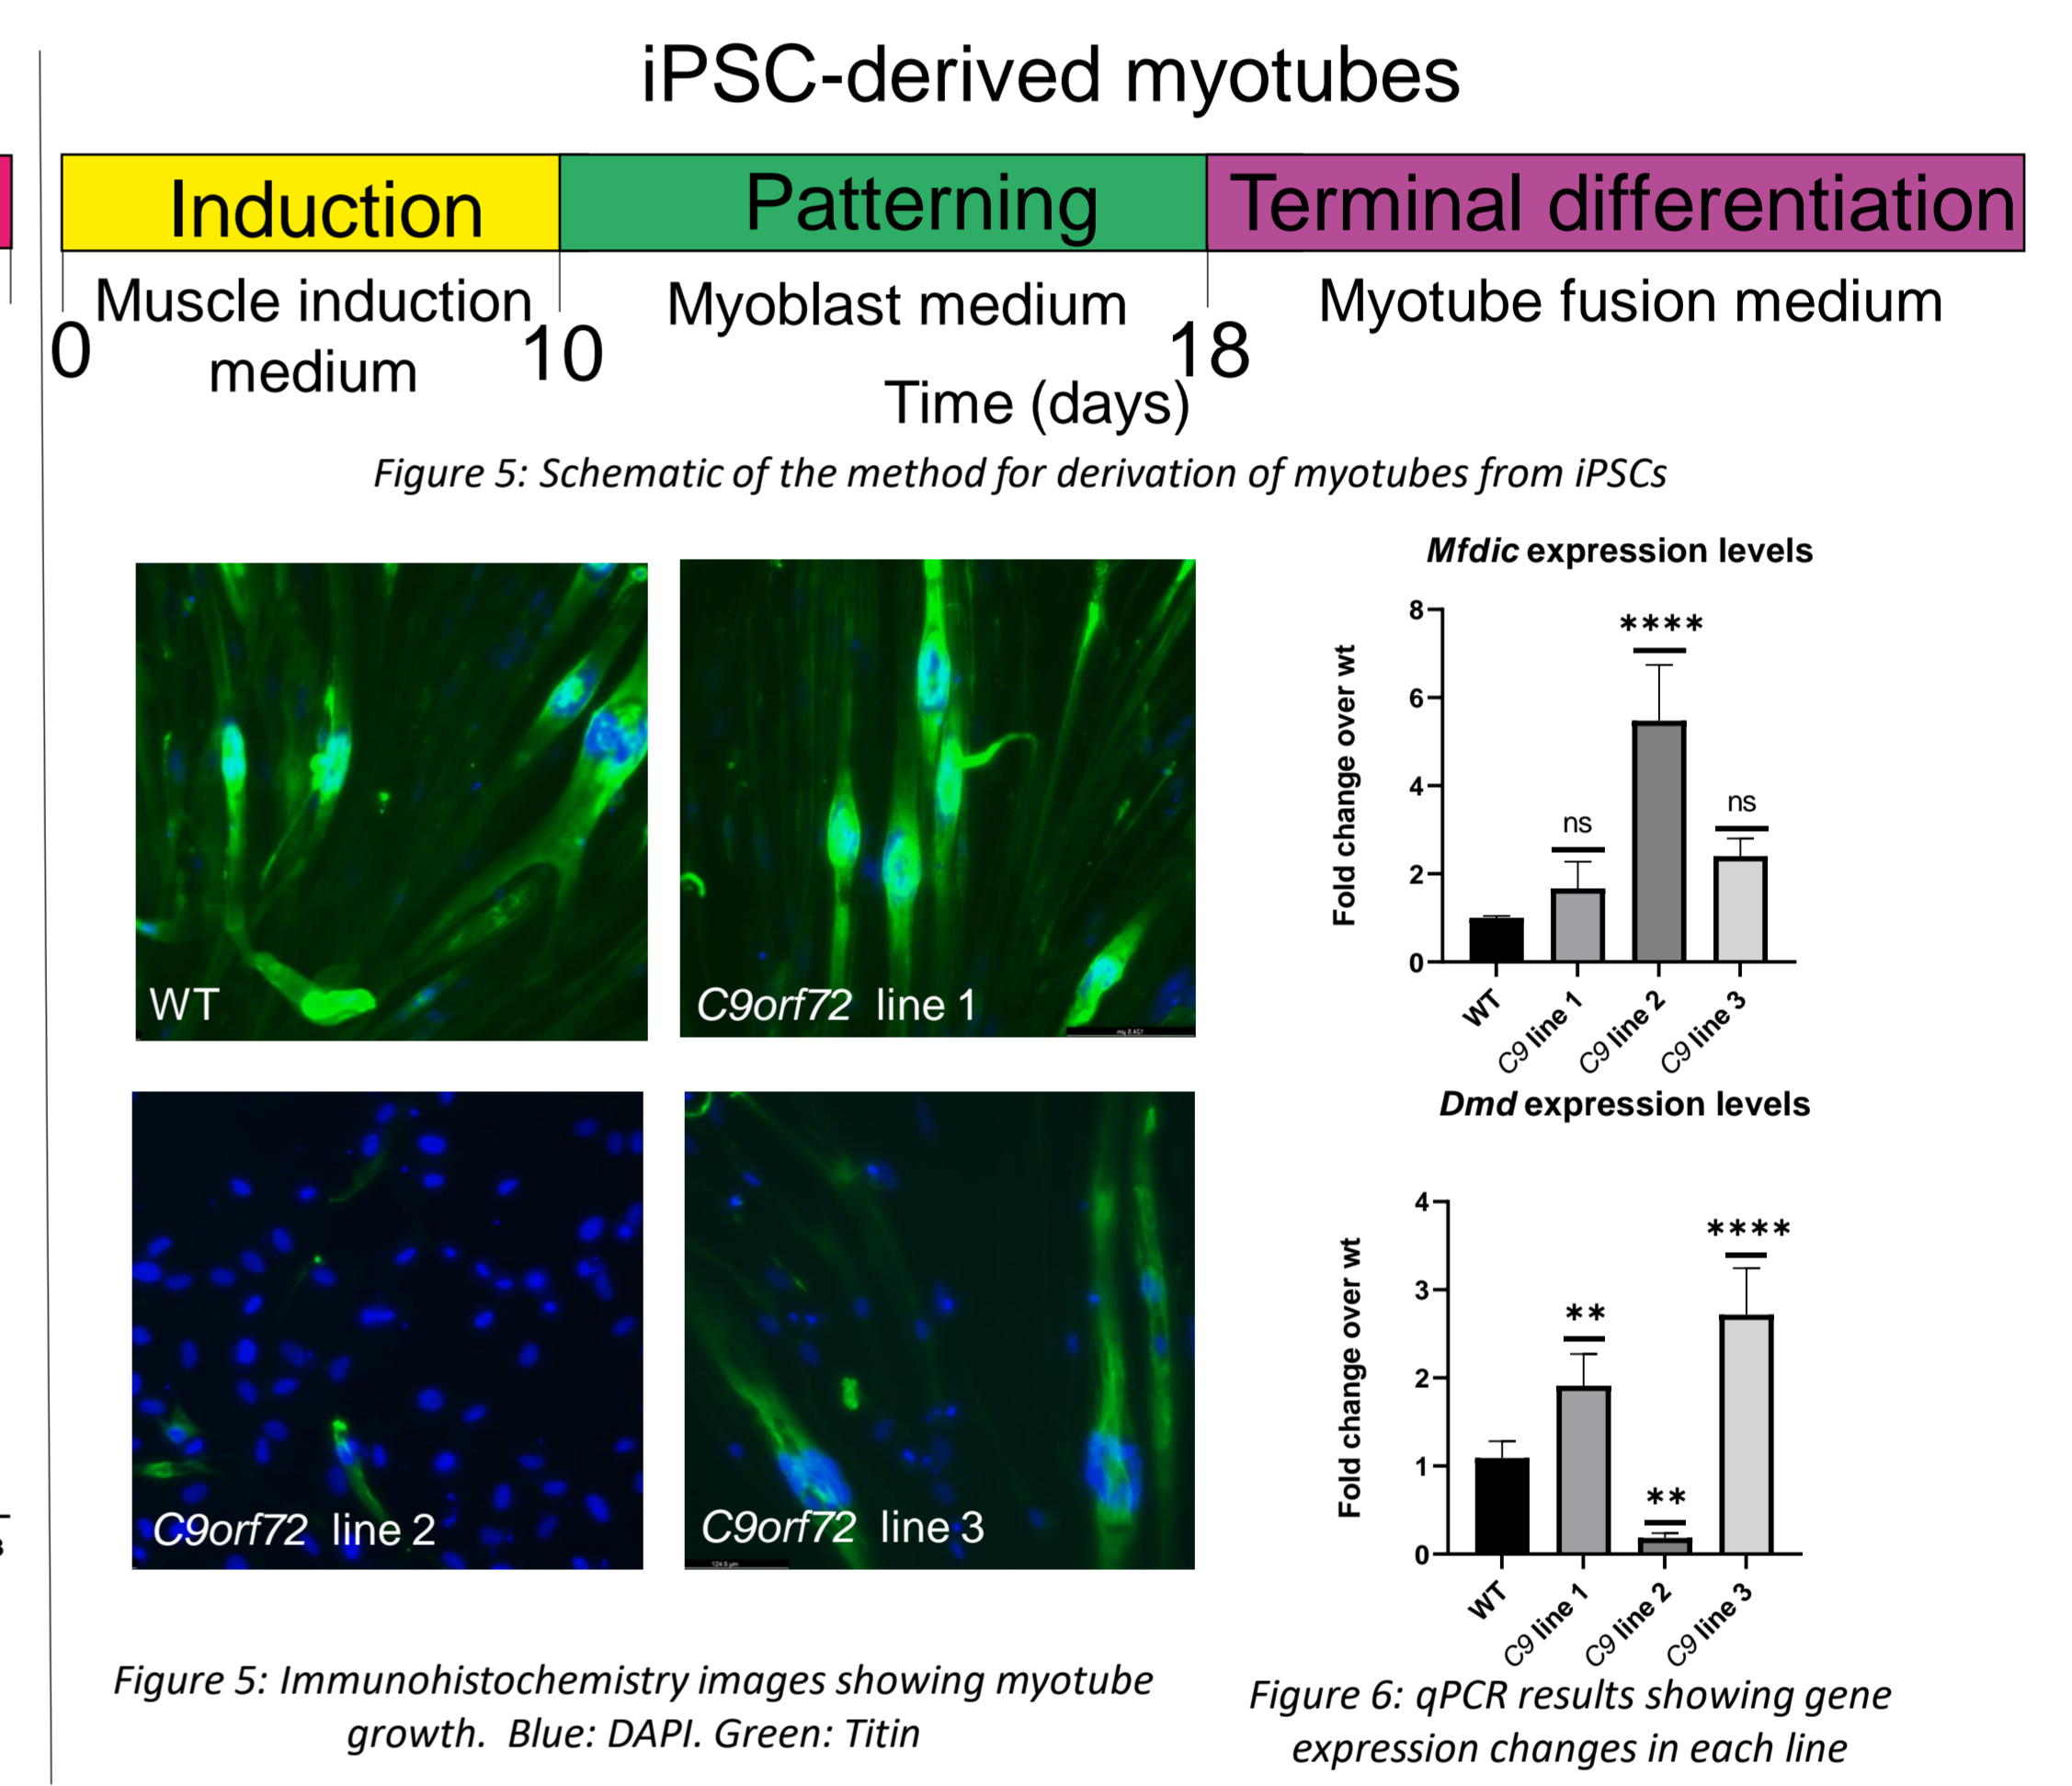 iPSC-derived myotubes
Induction
Patterning
Terminal differentiation
Muscle induction
medium
Myoblast medium
Myotube fusion medium
0
10
18
Time (days)
Figure 5: Schematic of the method for derivation of myotubes from iPSCs
WT
C9orf72 line 1
C9orf72 line 2
C9orf72 line 3
124.5 µm
Figure 5: Immunohistochemistry images showing myotube
growth. Blue: DAPI. Green: Titin
Mfdic expression levels
Fold change over wt
8
6
4
2
0
ns
****
ns
WT
C9 line 1
C9 line 2
C9 line 3
Dmd expression levels
Fold change over wt
4
3
2
1
0
**
**
****
WT
C9 line 1
C9 line 2
C9 line 3
Figure 6: qPCR results showing gene
expression changes in each line